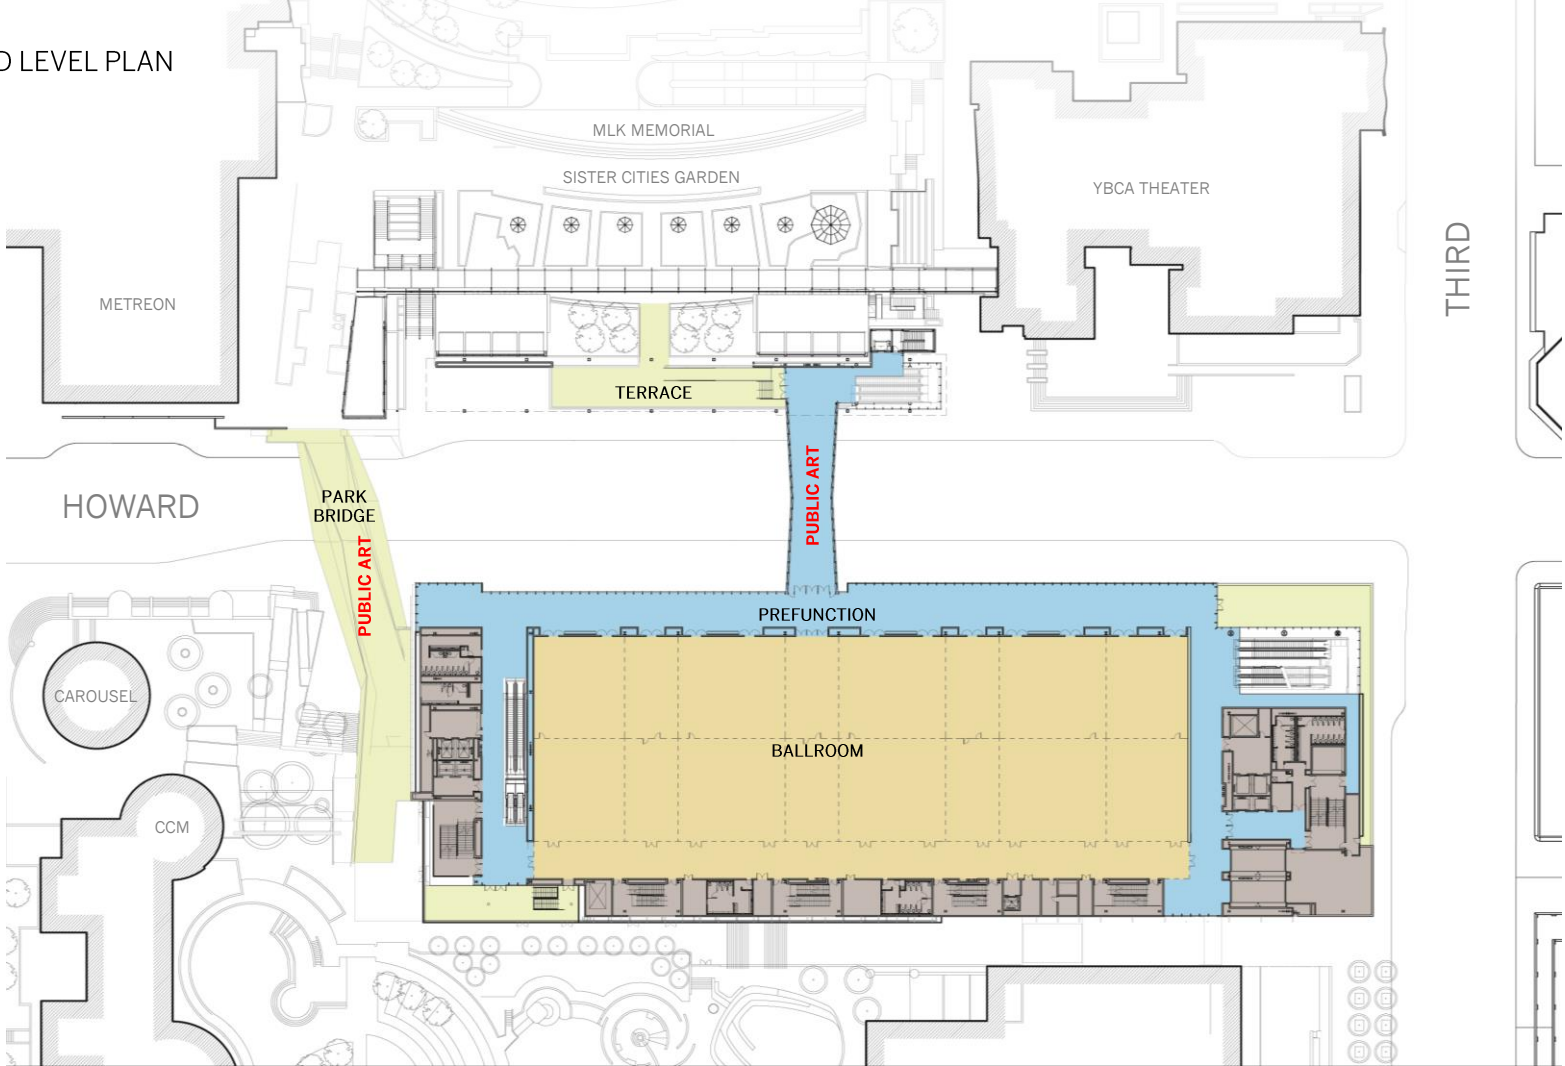 D LEVEL PLAN
MLK MEMORIAL
SISTER CITIES GARDEN
YBCA THEATER
THIRD
METREON
TERRACE
PUBLIC ART
HOWARD
PARK
BRIDGE
PUBLIC ART
PREFUNCTION
CAROUSEL
BALLROOM
CCM